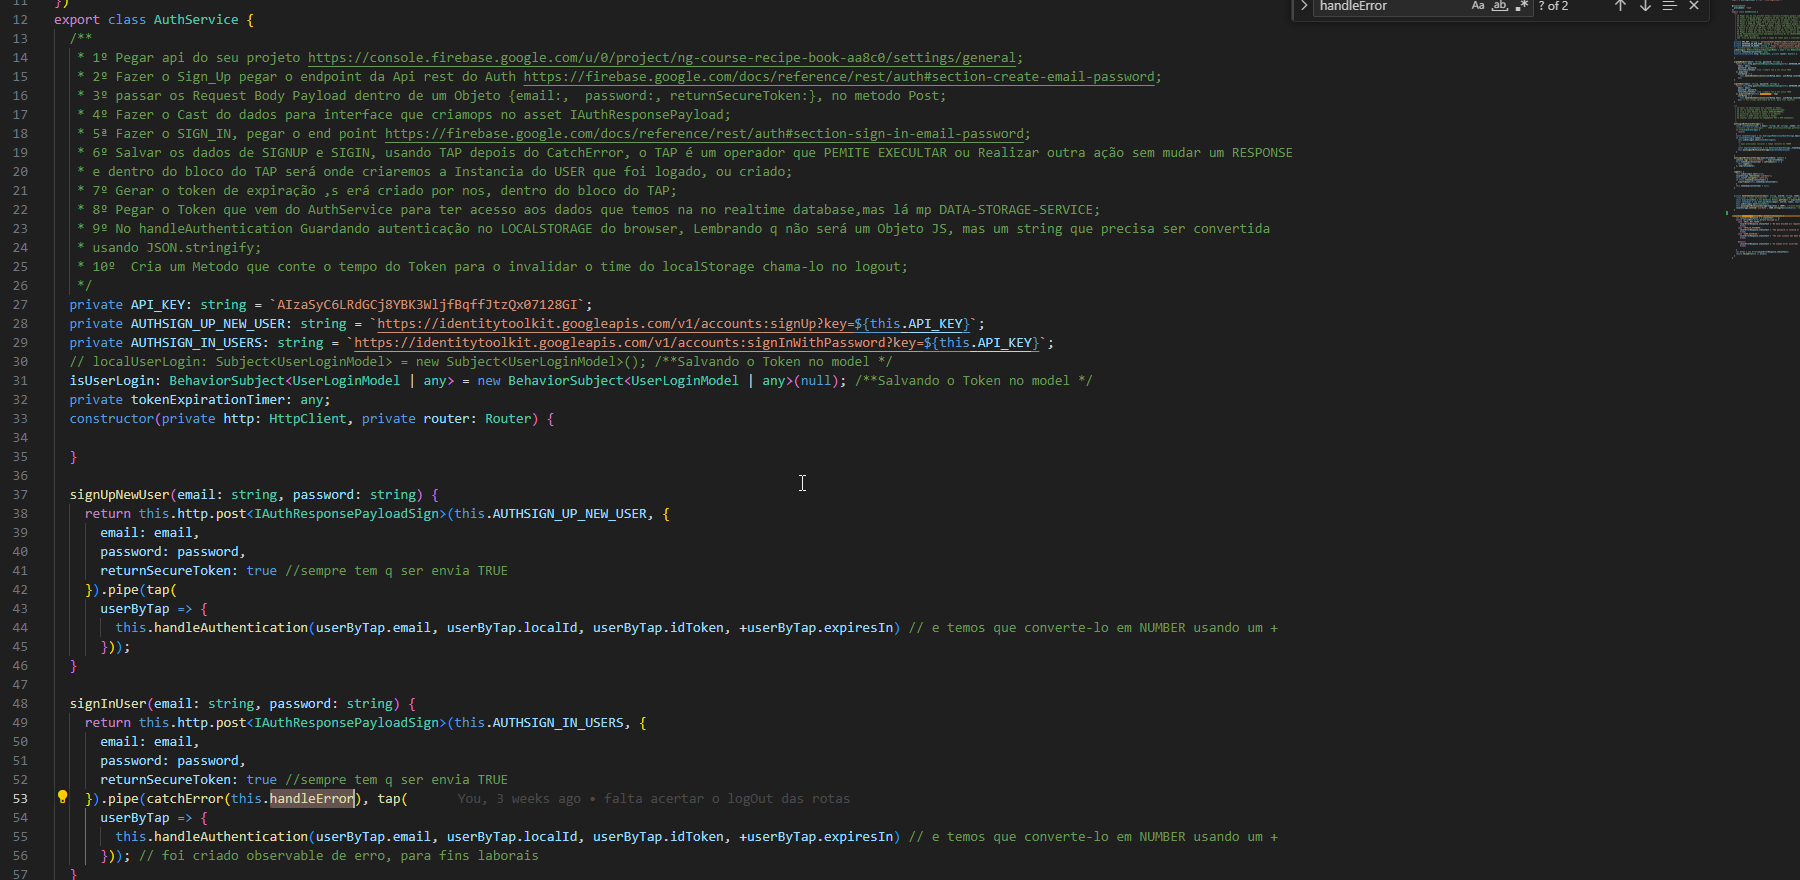 handleError
Aa
ab
.*
? of 2
11 })
12 export class AuthService {
13 /**
14 * 1º Pegar api do seu projeto https://console.firebase.google.com/u/0/project/ng-course-recipe-book-aa8c0/settings/general;
15 * 2º Fazer o Sign_Up pegar o endpoint da Api rest do Auth https://firebase.google.com/docs/reference/rest/auth#section-create-email-password;
16 * 3º passar os Request Body Payload dentro de um Objeto {email:,  password:, returnSecureToken:}, no metodo Post;
17 * 4º Fazer o Cast do dados para interface que criamops no asset IAuthResponsePayload;
18 * 5ª Fazer o SIGN_IN, pegar o end point https://firebase.google.com/docs/reference/rest/auth#section-sign-in-email-password;
19 * 6º Salvar os dados de SIGNUP e SIGIN, usando TAP depois do CatchError, o TAP é um operador que PEMITE EXECULTAR ou Realizar outra ação sem mudar um RESPONSE
20 * e dentro do bloco do TAP será onde criaremos a Instancia do USER que foi logado, ou criado;
21 * 7º Gerar o token de expiração ,s erá criado por nos, dentro do bloco do TAP;
22 * 8º Pegar o Token que vem do AuthService para ter acesso aos dados que temos na no realtime database,mas lá mp DATA-STORAGE-SERVICE;
23 * 9º No handleAuthentication Guardando autenticação no LOCALSTORAGE do browser, Lembrando q não será um Objeto JS, mas um string que precisa ser convertida
24 * usando JSON.stringify;
25 * 10º  Cria um Metodo que conte o tempo do Token para o invalidar o time do localStorage chama-lo no logout;
26 */
27 private API_KEY: string = `AIzaSyC6LRdGCj8YBK3WljfBqffJtzQx07128GI`;
28 private AUTHSIGN_UP_NEW_USER: string = `https://identitytoolkit.googleapis.com/v1/accounts:signUp?key=${this.API_KEY}`;
29 private AUTHSIGN_IN_USERS: string = `https://identitytoolkit.googleapis.com/v1/accounts:signInWithPassword?key=${this.API_KEY}`;
30 // localUserLogin: Subject<UserLoginModel> = new Subject<UserLoginModel>(); /**Salvando o Token no model */
31 isUserLogin: BehaviorSubject<UserLoginModel | any> = new BehaviorSubject<UserLoginModel | any>(null); /**Salvando o Token no model */
32 private tokenExpirationTimer: any;
33 constructor(private http: HttpClient, private router: Router) {
34
35 }
36
37 signUpNewUser(email: string, password: string) {
38 return this.http.post<IAuthResponsePayloadSign>(this.AUTHSIGN_UP_NEW_USER, {
39 email: email,
40 password: password,
41 returnSecureToken: true //sempre tem q ser envia TRUE
42 }).pipe(tap(
43 userByTap => {
44 this.handleAuthentication(userByTap.email, userByTap.localId, userByTap.idToken, +userByTap.expiresIn) // e temos que converte-lo em NUMBER usando um +
45 }));
46 }
47
48 signInUser(email: string, password: string) {
49 return this.http.post<IAuthResponsePayloadSign>(this.AUTHSIGN_IN_USERS, {
50 email: email,
51 password: password,
52 returnSecureToken: true //sempre tem q ser envia TRUE
53 }).pipe(catchError(this.handleError), tap( You, 3 weeks ago • falta acertar o logOut das rotas
54 userByTap => {
55 this.handleAuthentication(userByTap.email, userByTap.localId, userByTap.idToken, +userByTap.expiresIn) // e temos que converte-lo em NUMBER usando um +
56 })); // foi criado observable de erro, para fins laborais
57 }